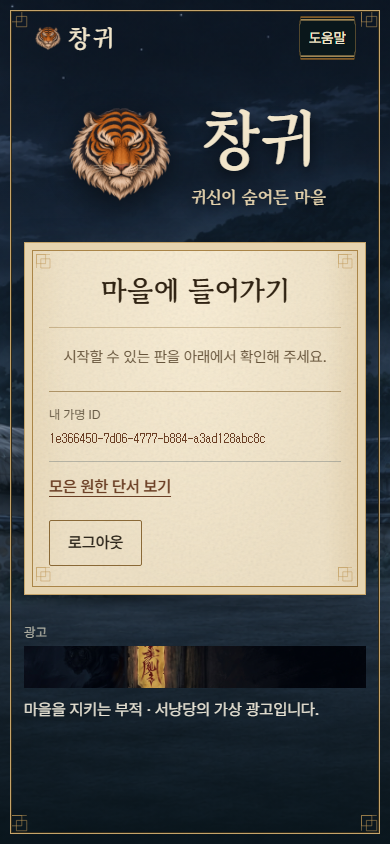 창귀
도움말
창귀
귀신이 숨어든 마을
마을에 들어가기
시작할 수 있는 판을 아래에서 확인해 주세요.
내 가명 ID
1e366450-7d06-4777-b884-a3ad128abc8c
모은 원한 단서 보기
로그아웃
광고
마을을 지키는 부적 · 서낭당의 가상 광고입니다.